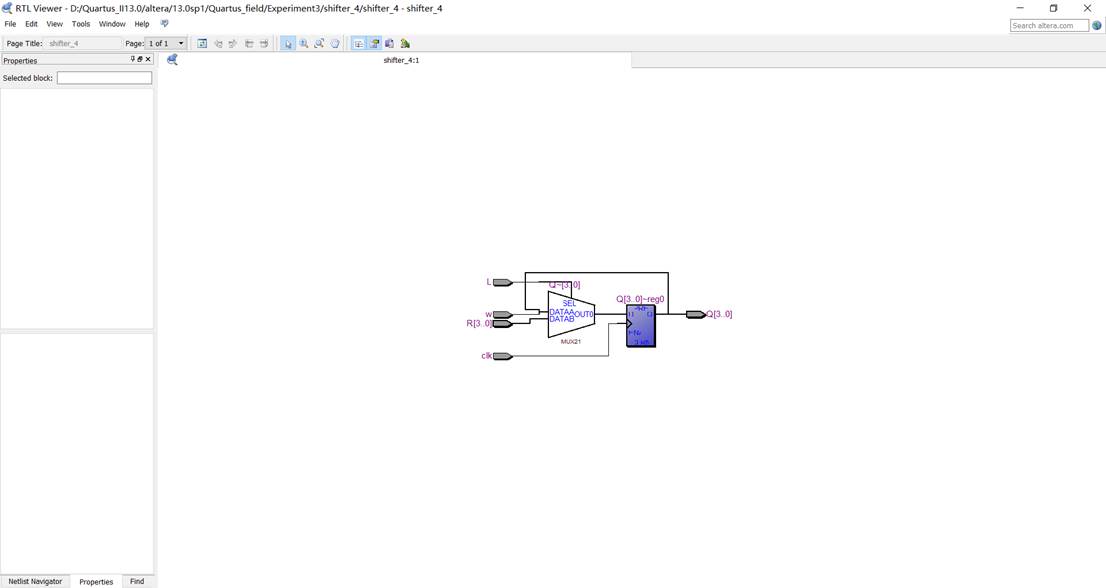 RTL Viewer - D:/Quartus_II13.0/altera/13.0sp1/Quartus_field/Experiment3/shifter_4/shifter_4 - shifter_4
File Edit View Tools Window Help
Search altera.com
Page Title: shifter_4 Page: 1 of 1
Properties
shifter_4:1
Selected block:
L
Q~[3..0]
SEL
w
DATAA
OUT0
R[3..0]
DATAB
MUX21
clk
Q[3..0]~reg0
Q[3..0]
Netlist Navigator Properties Find